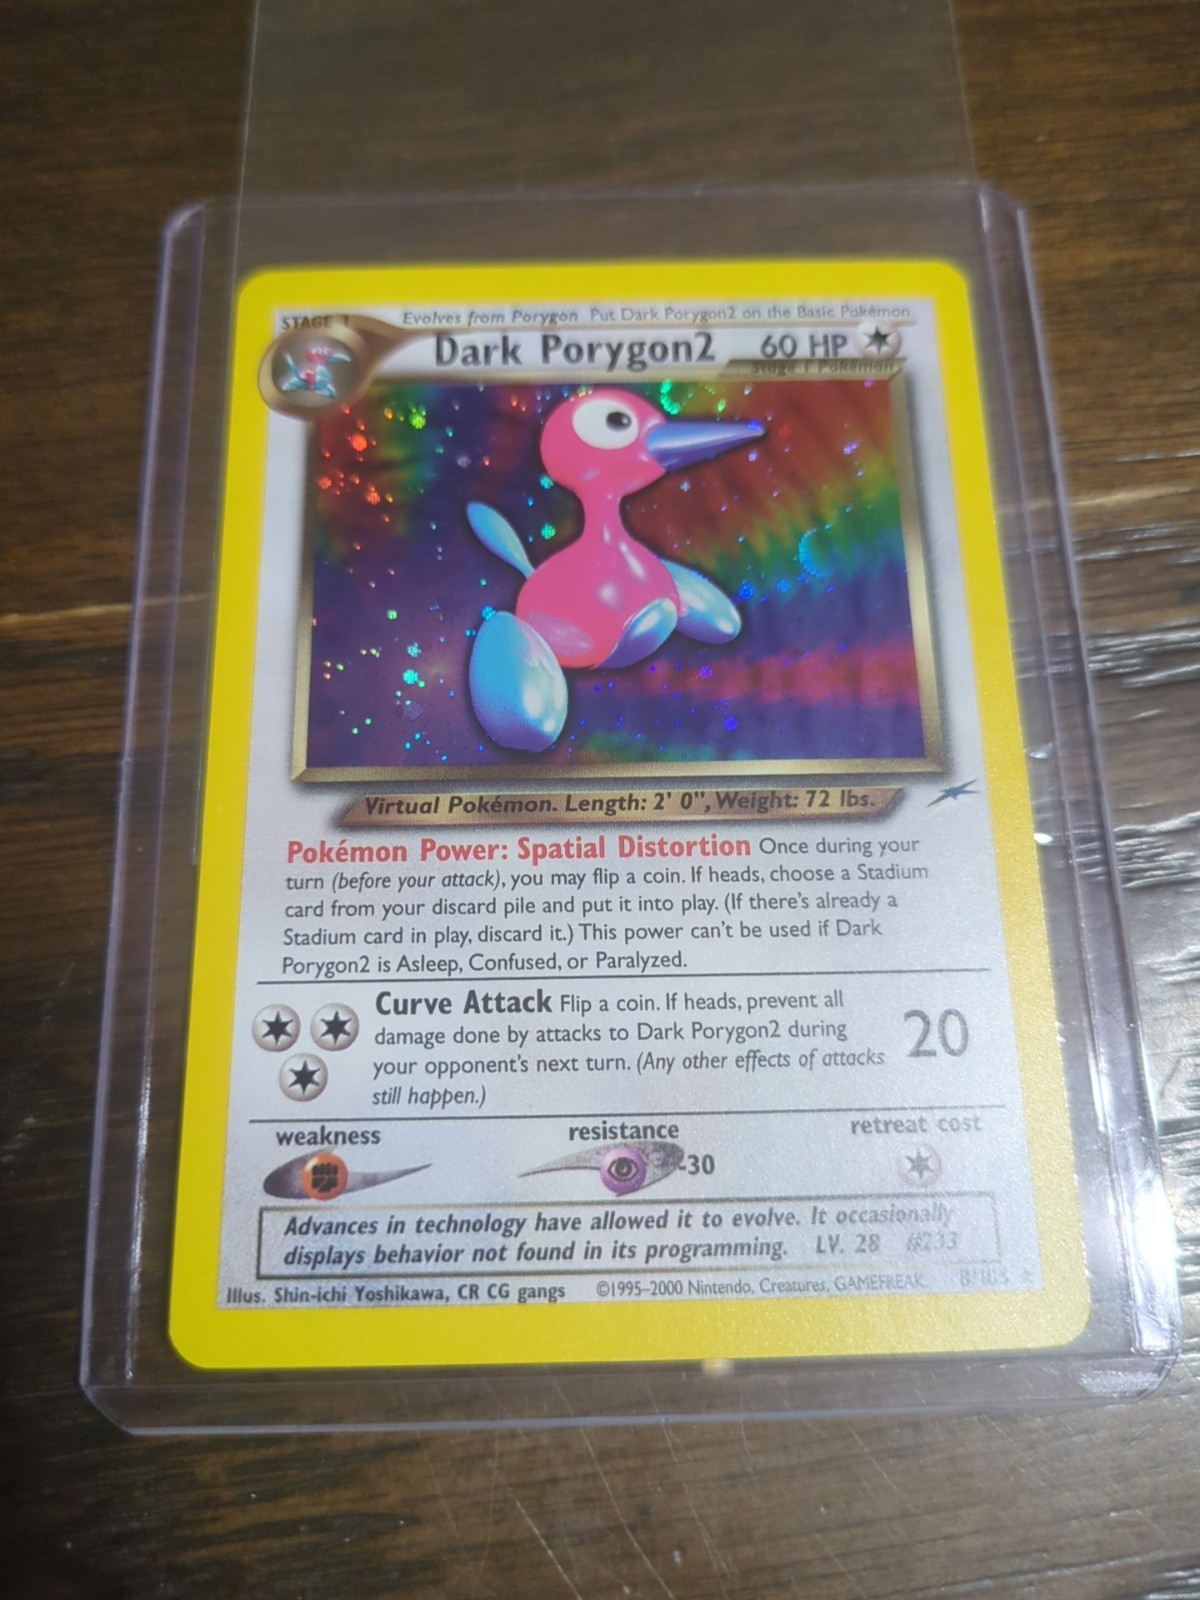 STAGE 1 Evolves from Porygon Put Dark Porygon2 on the Basic Pokémon
Dark Porygon2 60 HP
Stage 1 Pokémon
Virtual Pokémon. Length: 2' 0", Weight: 72 lbs.
Pokémon Power: Spatial Distortion Once during your
turn (before your attack), you may flip a coin. If heads, choose a Stadium
card from your discard pile and put it into play. (If there's already a
Stadium card in play, discard it.) This power can't be used if Dark
Porygon2 is Asleep, Confused, or Paralyzed.
Curve Attack Flip a coin. If heads, prevent all
damage done by attacks to Dark Porygon2 during
your opponent's next turn. (Any other effects of attacks
still happen.)
20
weakness resistance retreat cost
-30
Advances in technology have allowed it to evolve. It occasionally
displays behavior not found in its programming. LV. 28 #233
Illus. Shin-ichi Yoshikawa, CR CG gangs ©1995-2000 Nintendo, Creatures, GAMEFREAK 8/105